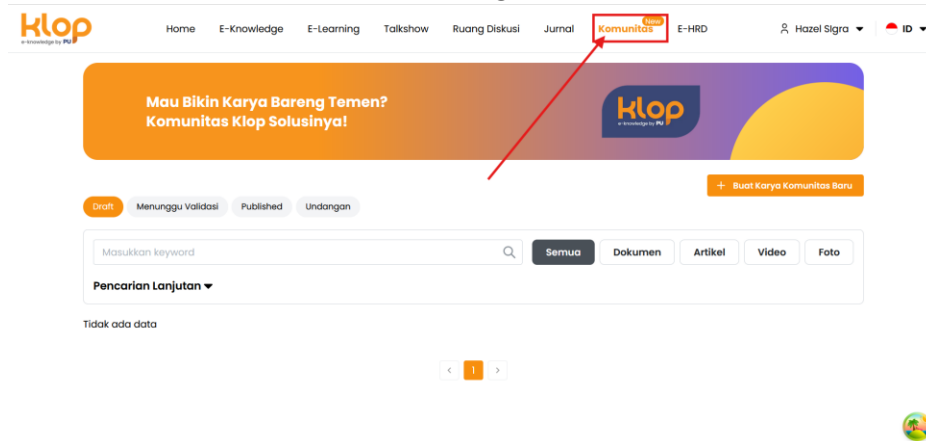 klop
e-knowledge by PU
Home E-Knowledge E-Learning Talkshow Ruang Diskusi Jurnal Komunitas New E-HRD Hazel SIgra ID
Mau Bikin Karya Bareng Temen?
Komunitas Klop Solusinya!
klop
e-knowledge by PU
+ Buat Karya Komunitas Baru
Draft Menunggu Validasi Published Undangan
Masukkan keyword Semua Dokumen Artikel Video Foto
Pencarian Lanjutan
Tidak ada data
< 1 >